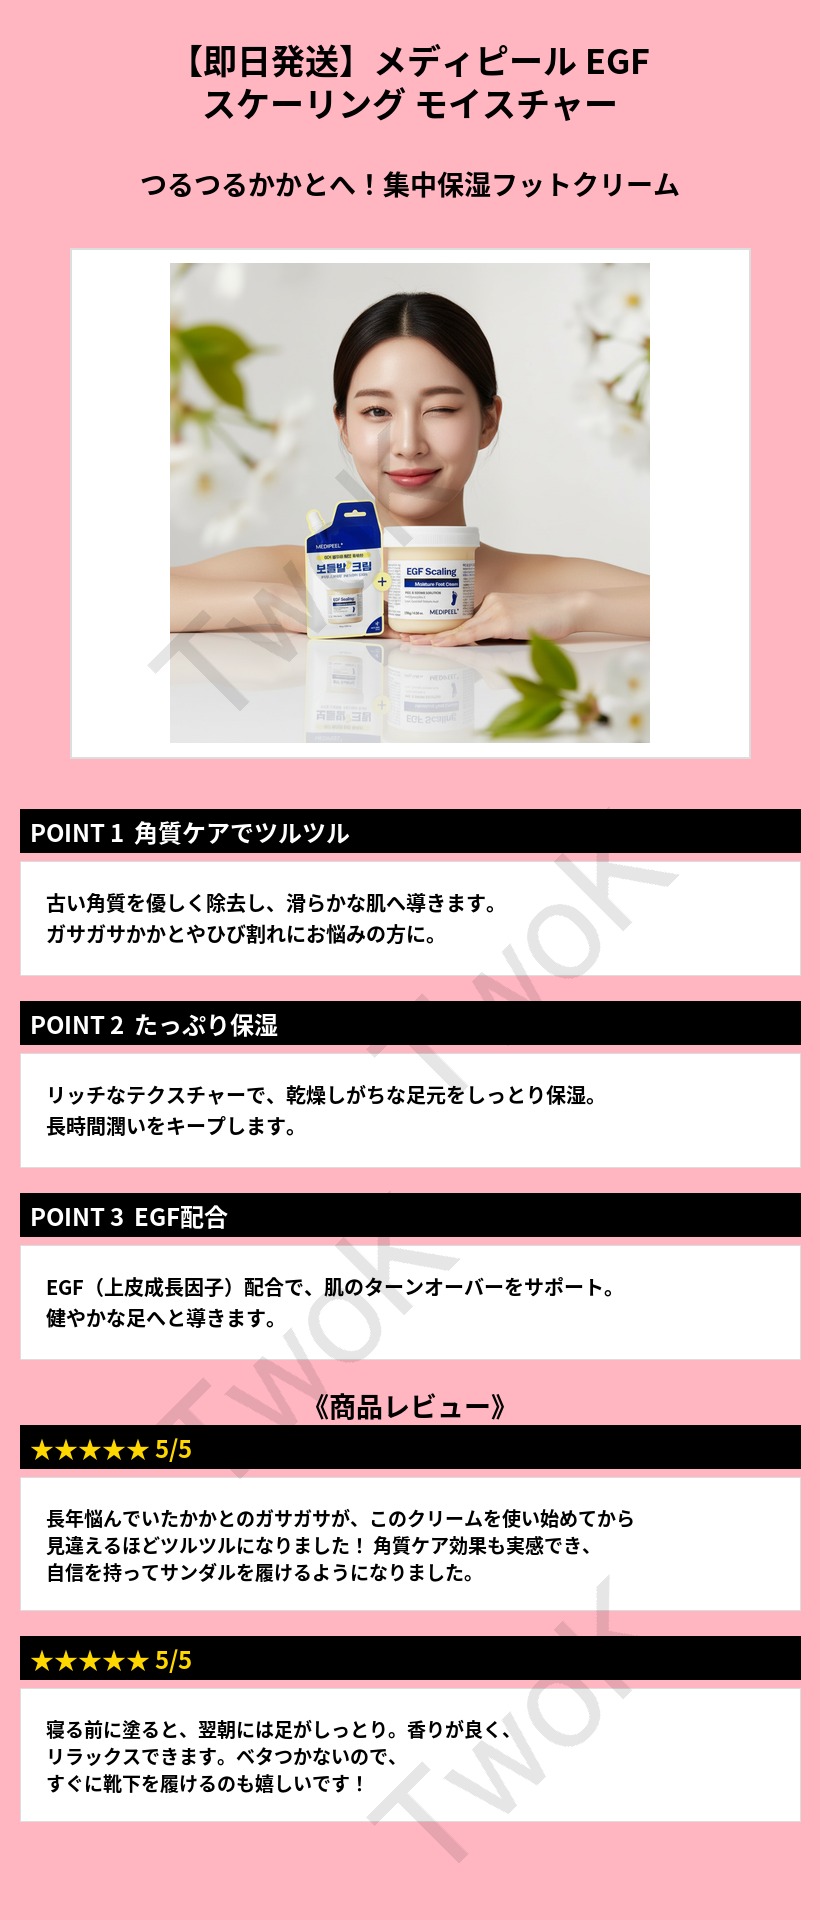 【即日発送】メディピール EGF
スケーリング モイスチャー
つるつるかかとへ！集中保湿フットクリーム
MEDIPEEL+
보들발 크림
EGF Scaling
+
EGF Scaling
Moisture Foot Cream
MEDIPEEL+
Twok
POINT 1 角質ケアでツルツル
古い角質を優しく除去し、滑らかな肌へ導きます。
ガサガサかかとやひび割れにお悩みの方に。
Twok
POINT 2 たっぷり保湿
リッチなテクスチャーで、乾燥しがちな足元をしっとり保湿。
長時間潤いをキープします。
POINT 3 EGF配合
EGF（上皮成長因子）配合で、肌のターンオーバーをサポート。
健やかな足へと導きます。
Twok
《商品レビュー》
★★★★★ 5/5
長年悩んでいたかかとのガサガサが、このクリームを使い始めてから
見違えるほどツルツルになりました！ 角質ケア効果も実感でき、
自信を持ってサンダルを履けるようになりました。
★★★★★ 5/5
寝る前に塗ると、翌朝には足がしっとり。香りが良く、
リラックスできます。ベタつかないので、
すぐに靴下を履けるのも嬉しいです！
Twok